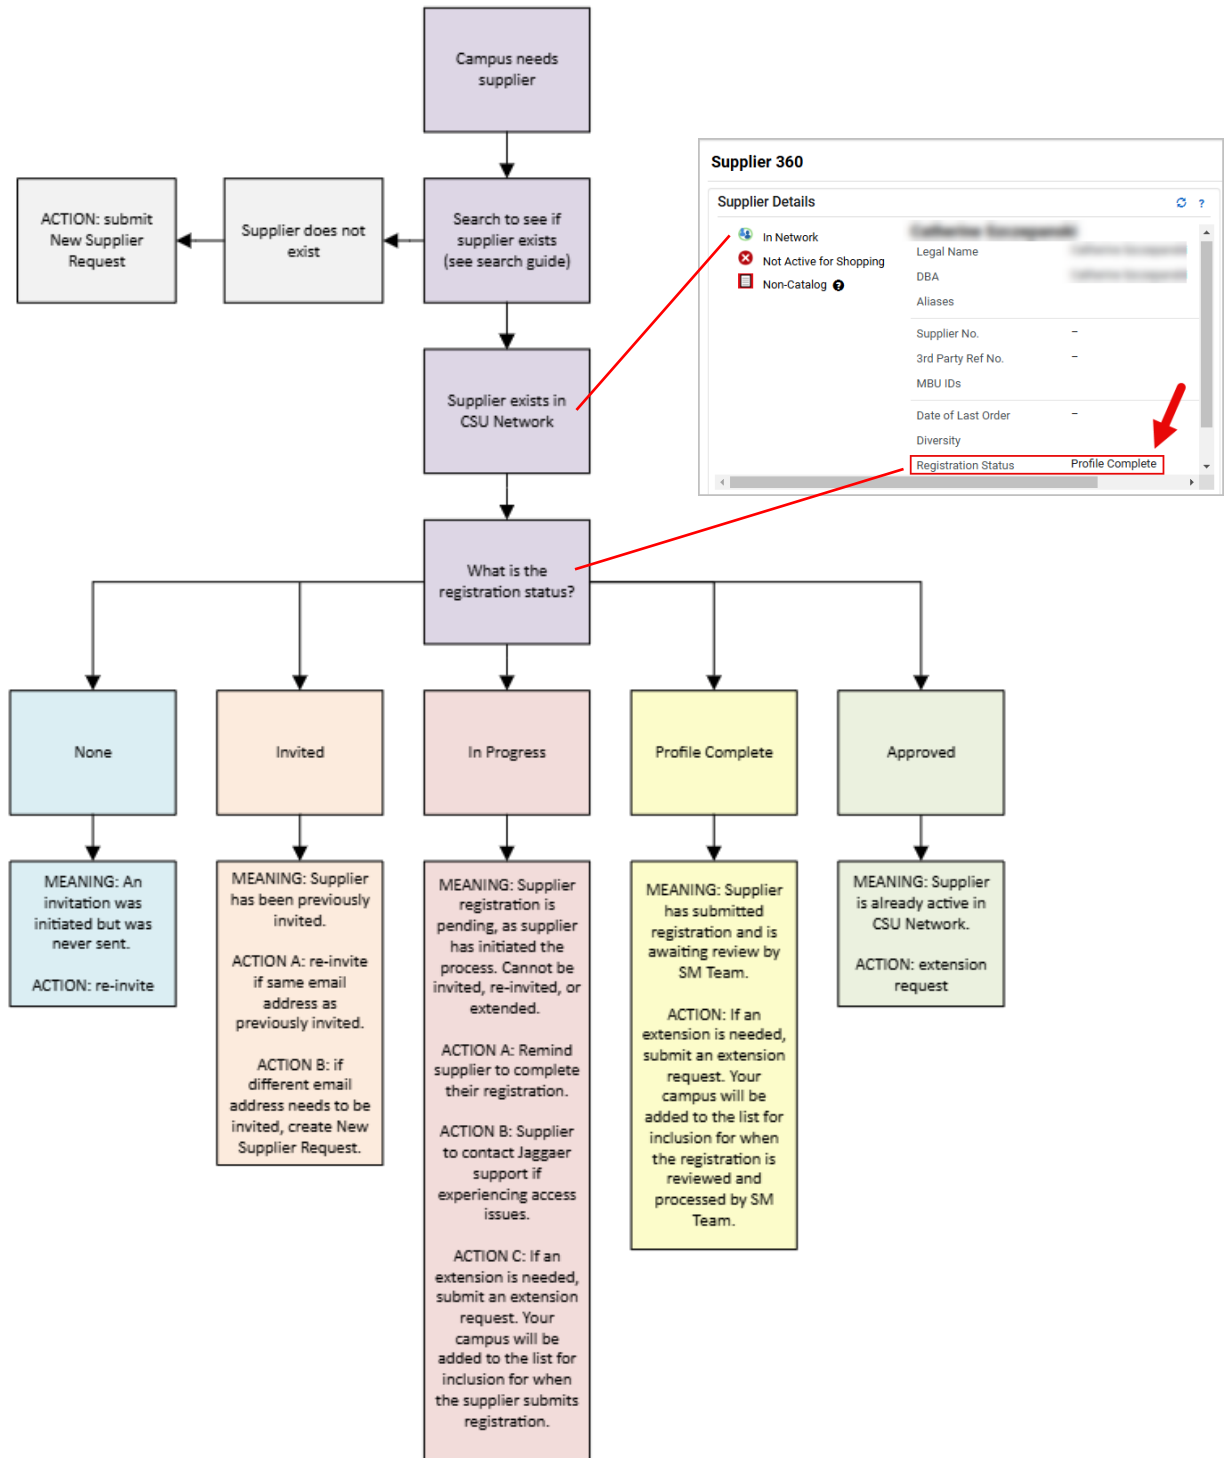 Campus needs
supplier
Supplier 360
Supplier Details
?
In Network
Not Active for Shopping
Non-Catalog ?
Legal Name
DBA
Aliases
Supplier No. –
3rd Party Ref No. –
MBU IDs
Date of Last Order –
Diversity
Registration Status Profile Complete
Search to see if
supplier exists
(see search guide)
Supplier does not
exist
ACTION: submit
New Supplier
Request
Supplier exists in
CSU Network
What is the
registration status?
None
Invited
In Progress
Profile Complete
Approved
MEANING: An
invitation was
initiated but was
never sent.
ACTION: re-invite
MEANING: Supplier
has been previously
invited.
ACTION A: re-invite
if same email
address as
previously invited.
ACTION B: if
different email
address needs to be
invited, create New
Supplier Request.
MEANING: Supplier
registration is
pending, as supplier
has initiated the
process. Cannot be
invited, re-invited, or
extended.
ACTION A: Remind
supplier to complete
their registration.
ACTION B: Supplier
to contact Jaggaer
support if
experiencing access
issues.
ACTION C: If an
extension is needed,
submit an extension
request. Your
campus will be
added to the list for
inclusion for when
the supplier submits
registration.
MEANING: Supplier
has submitted
registration and is
awaiting review by
SM Team.
ACTION: If an
extension is needed,
submit an extension
request. Your
campus will be
added to the list for
inclusion for when
the registration is
reviewed and
processed by SM
Team.
MEANING: Supplier
is already active in
CSU Network.
ACTION: extension
request